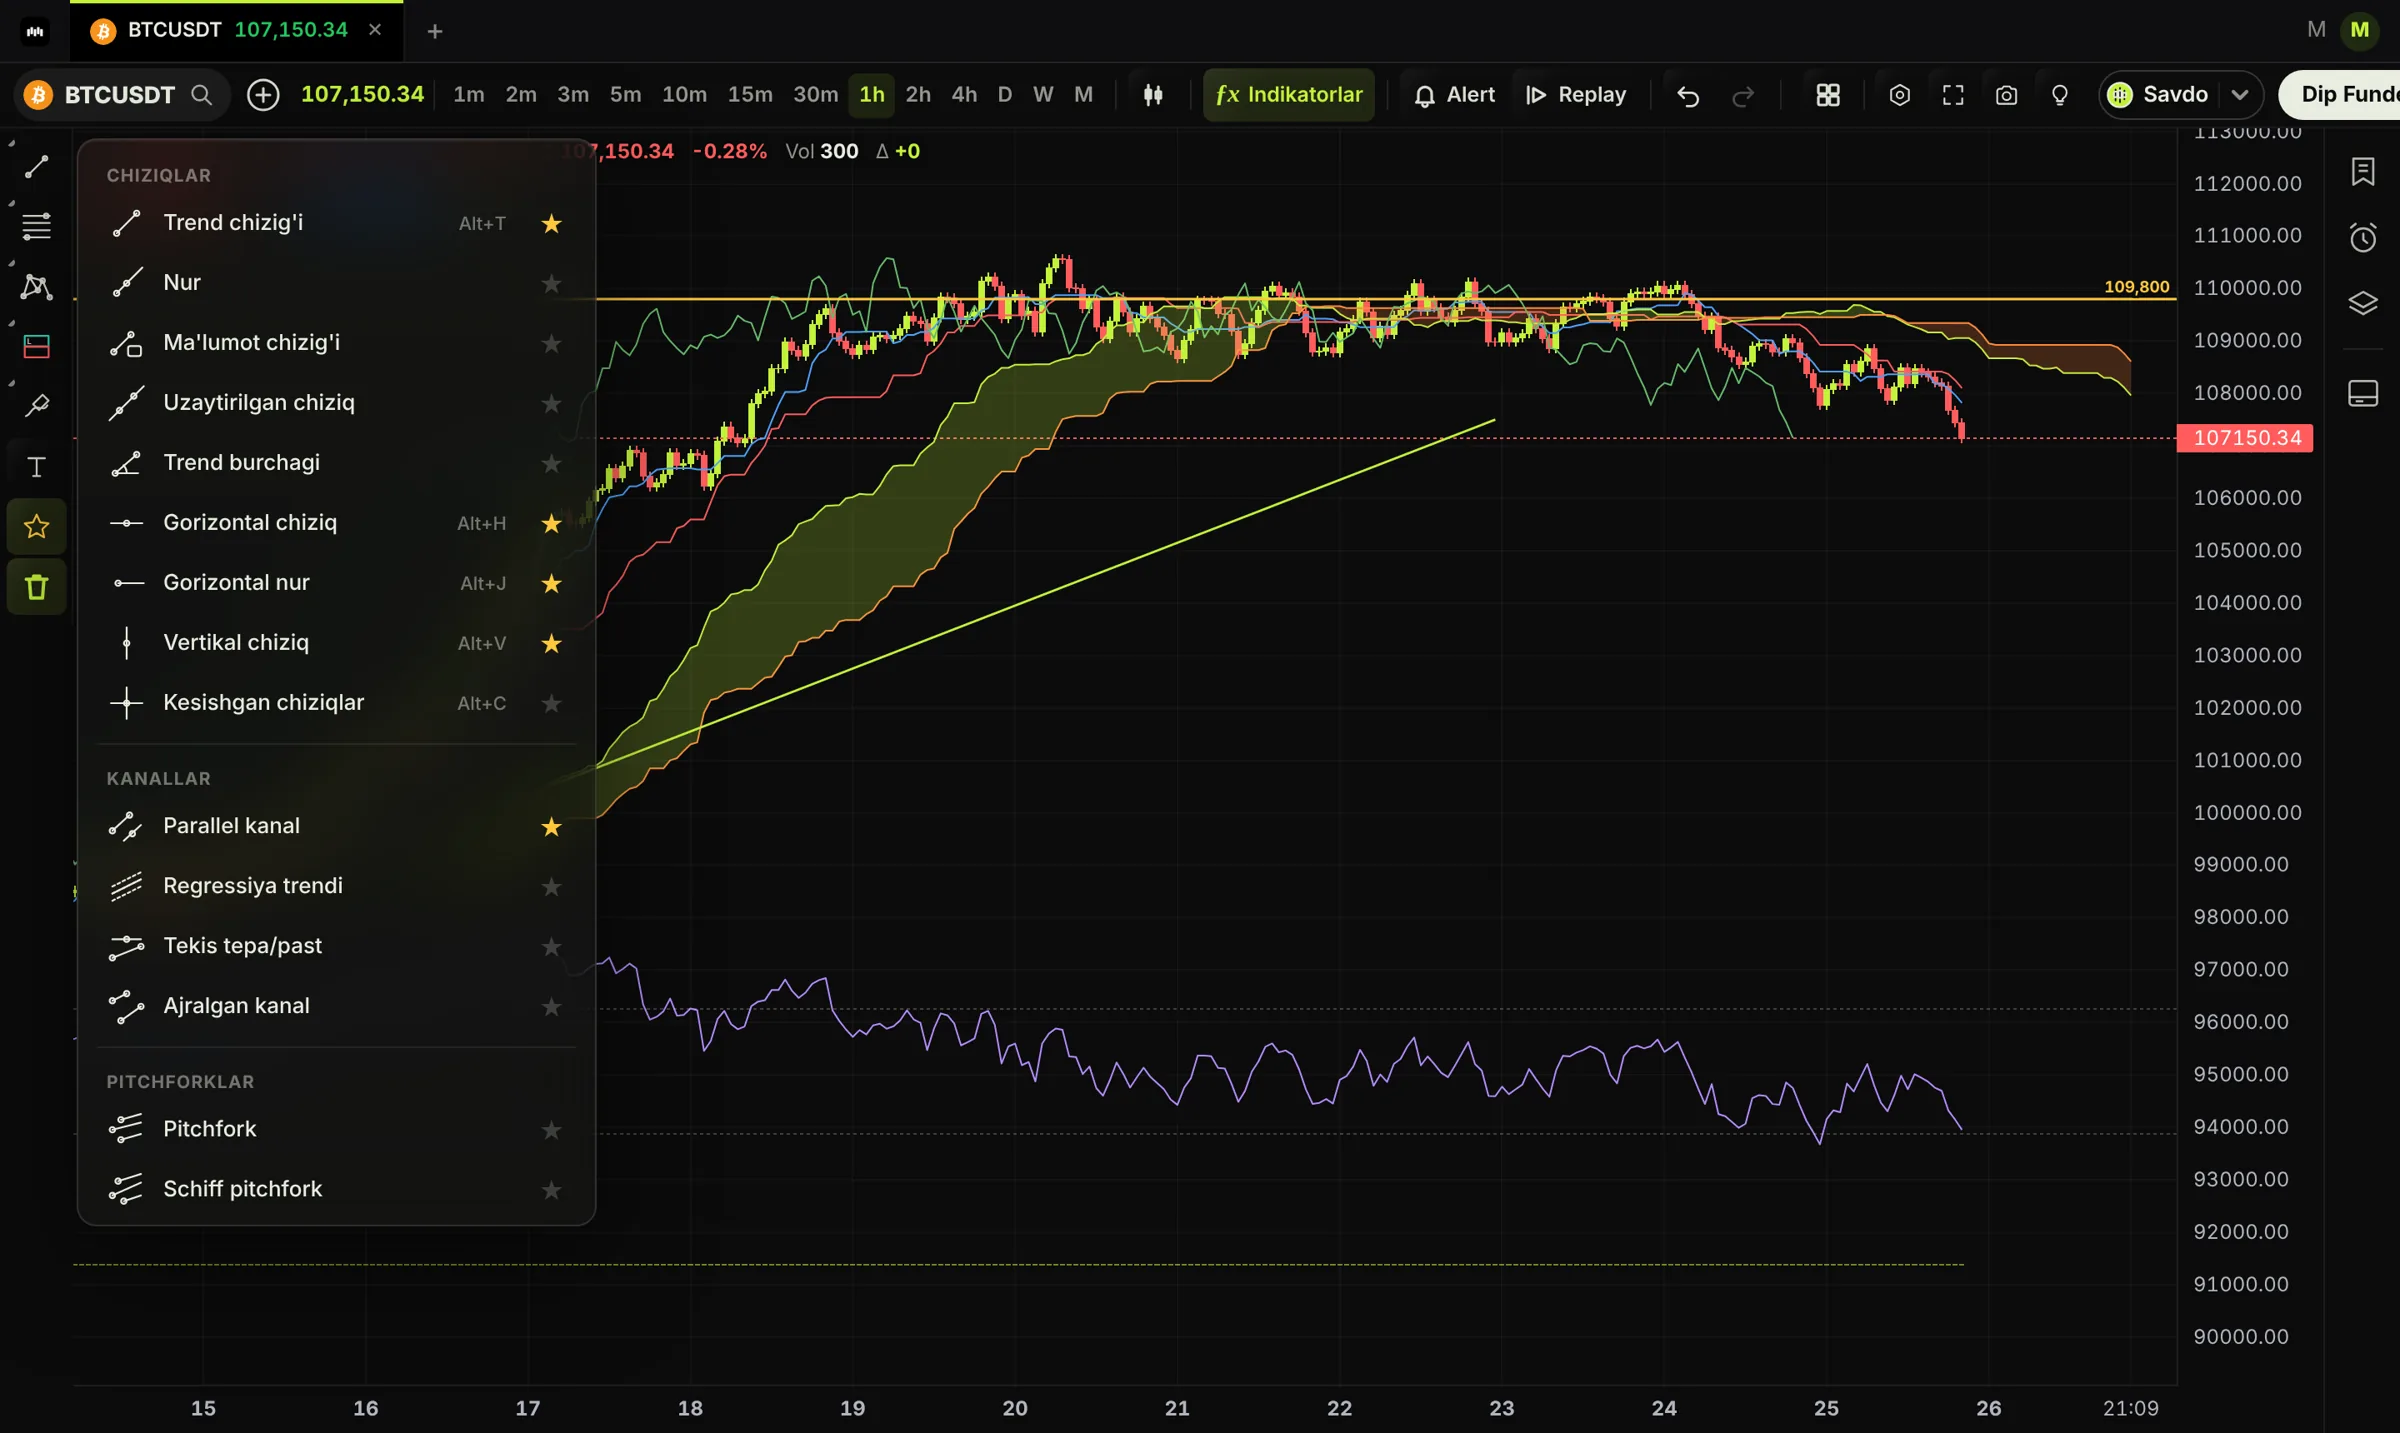 BTCUSDT 107,150.34
M M
BTCUSDT 107,150.34 1m 2m 3m 5m 10m 15m 30m 1h 2h 4h D W M fx Indikatorlar Alert Replay Savdo Dip Funde
107,150.34 -0.28% Vol 300 Δ +0
CHIZIQLAR
Trend chizig'i Alt+T
Nur
Ma'lumot chizig'i
Uzaytirilgan chiziq
Trend burchagi
Gorizontal chiziq Alt+H
Gorizontal nur Alt+J
Vertikal chiziq Alt+V
Kesishgan chiziqlar Alt+C
KANALLAR
Parallel kanal
Regressiya trendi
Tekis tepa/past
Ajralgan kanal
PITCHFORKLAR
Pitchfork
Schiff pitchfork
109,800
113000.00
112000.00
111000.00
110000.00
109000.00
108000.00
107150.34
106000.00
105000.00
104000.00
103000.00
102000.00
101000.00
100000.00
99000.00
98000.00
97000.00
96000.00
95000.00
94000.00
93000.00
92000.00
91000.00
90000.00
15 16 17 18 19 20 21 22 23 24 25 26 21:09